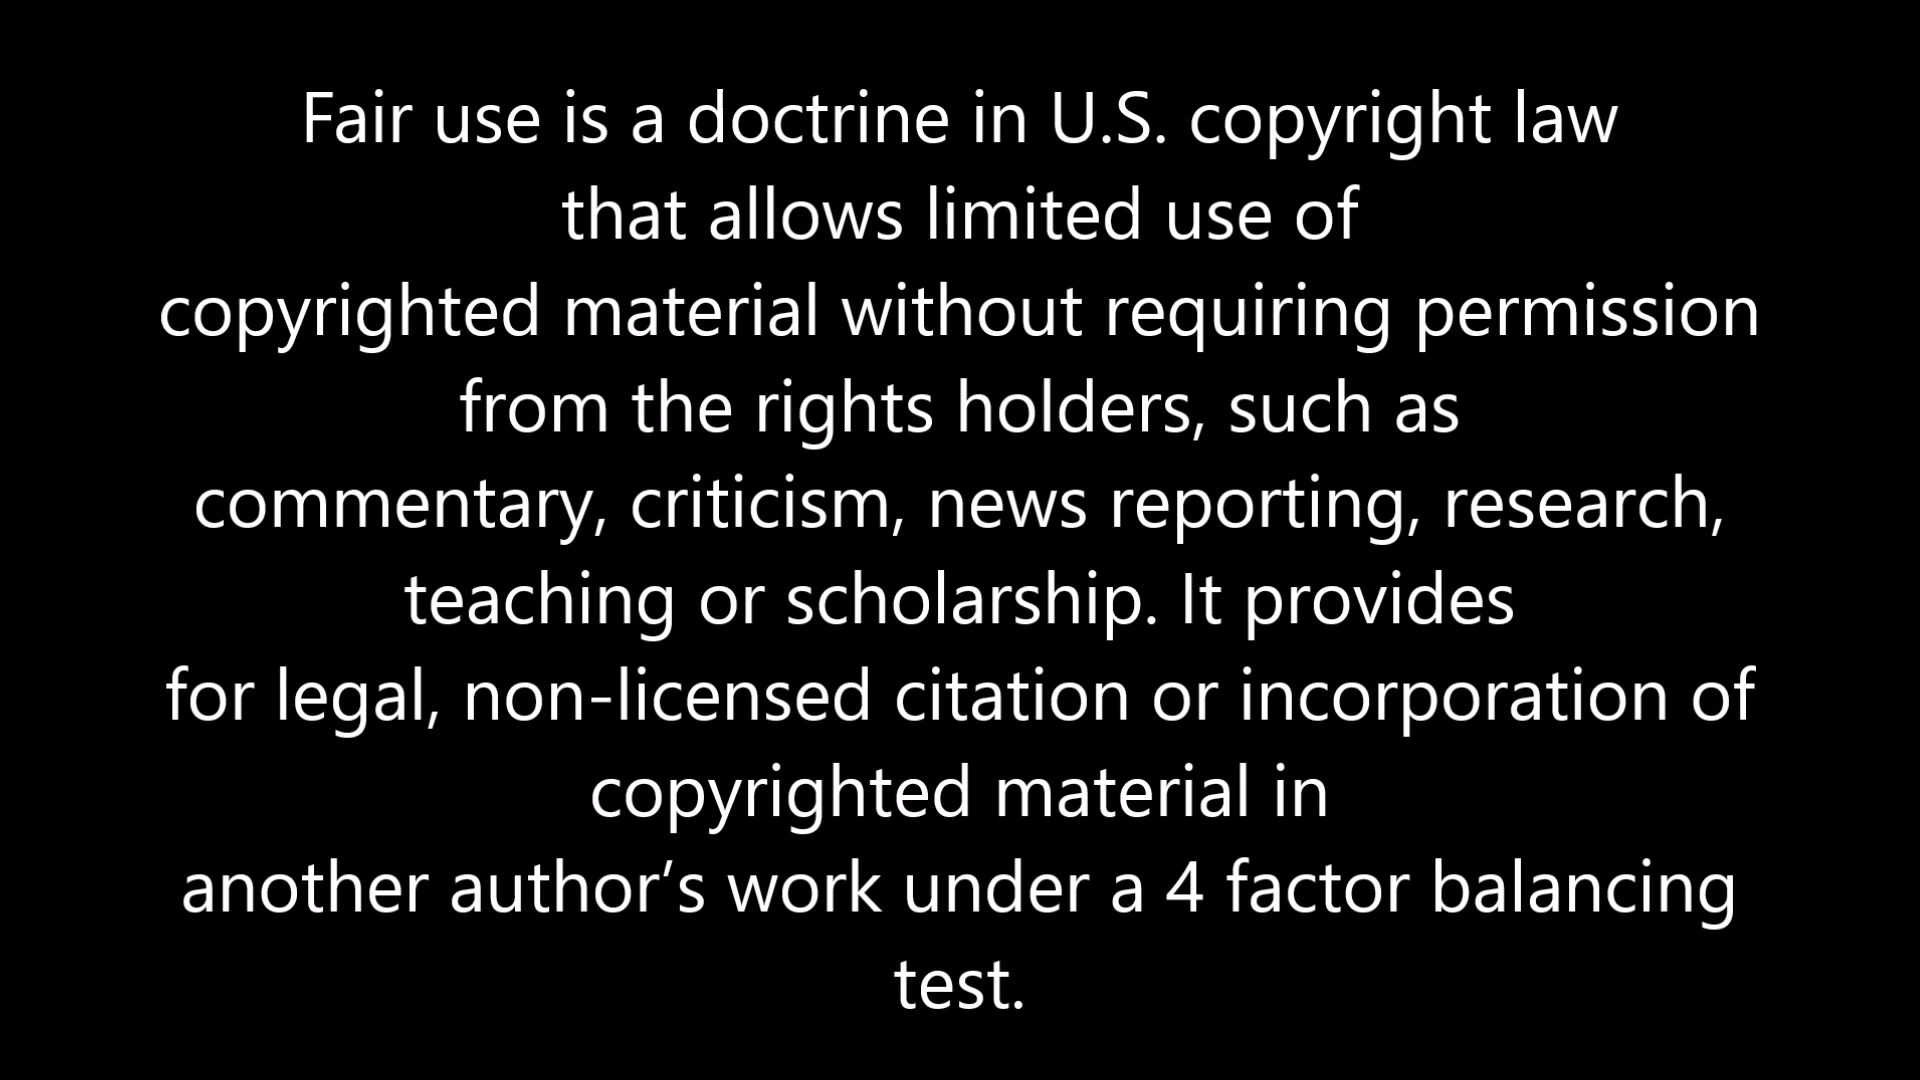 Fair use is a doctrine in U.S. copyright law
that allows limited use of
copyrighted material without requiring permission
from the rights holders, such as
commentary, criticism, news reporting, research,
teaching or scholarship. It provides
for legal, non-licensed citation or incorporation of
copyrighted material in
another author’s work under a 4 factor balancing
test.